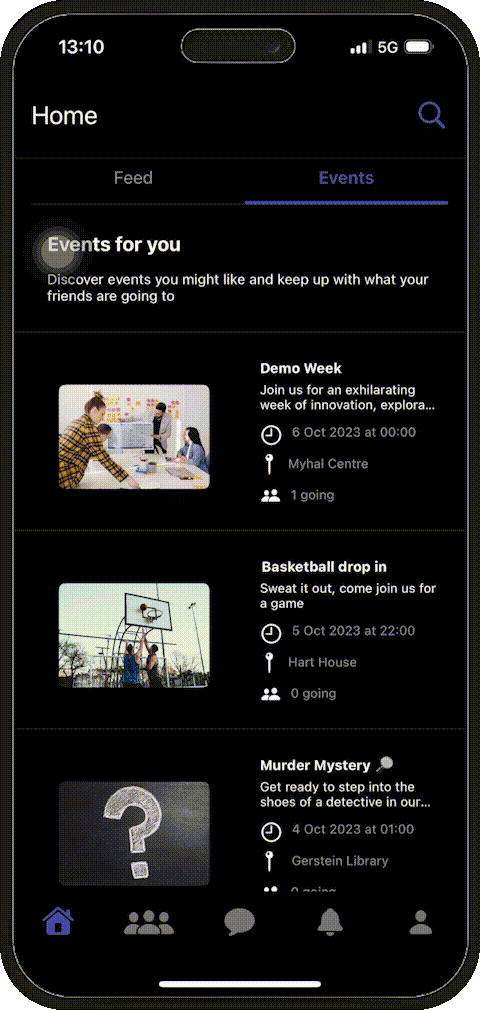 13:10
5G
Home
Feed
Events
Events for you
Discover events you might like and keep up with what your
friends are going to
Demo Week
Join us for an exhilarating
week of innovation, explora...
6 Oct 2023 at 00:00
Myhal Centre
1 going
Basketball drop in
Sweat it out, come join us for
a game
5 Oct 2023 at 22:00
Hart House
0 going
Murder Mystery 🔎
Get ready to step into the
shoes of a detective in our...
4 Oct 2023 at 01:00
Gerstein Library
0 going